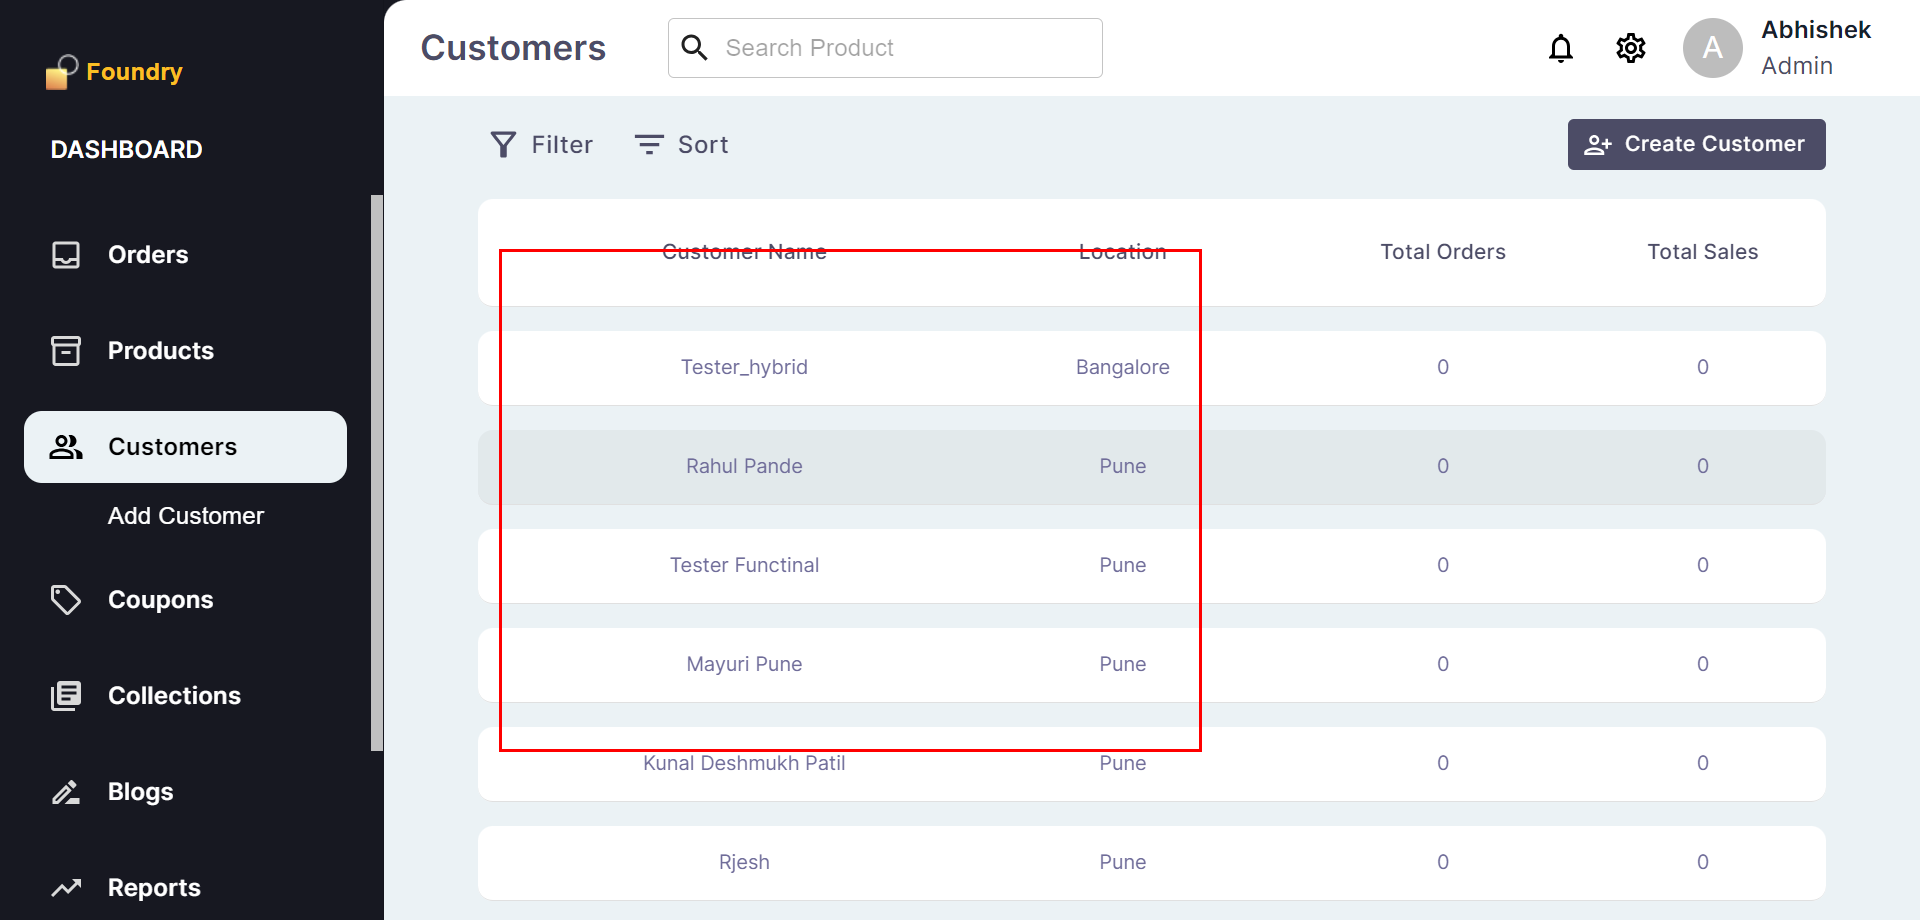 Foundry
DASHBOARD
Orders
Products
Customers
Add Customer
Coupons
Collections
Blogs
Reports
Customers
Search Product
A
Abhishek
Admin
Filter
Sort
Create Customer
Customer Name Location Total Orders Total Sales
Tester_hybrid Bangalore 0 0
Rahul Pande Pune 0 0
Tester Functinal Pune 0 0
Mayuri Pune Pune 0 0
Kunal Deshmukh Patil Pune 0 0
Rjesh Pune 0 0